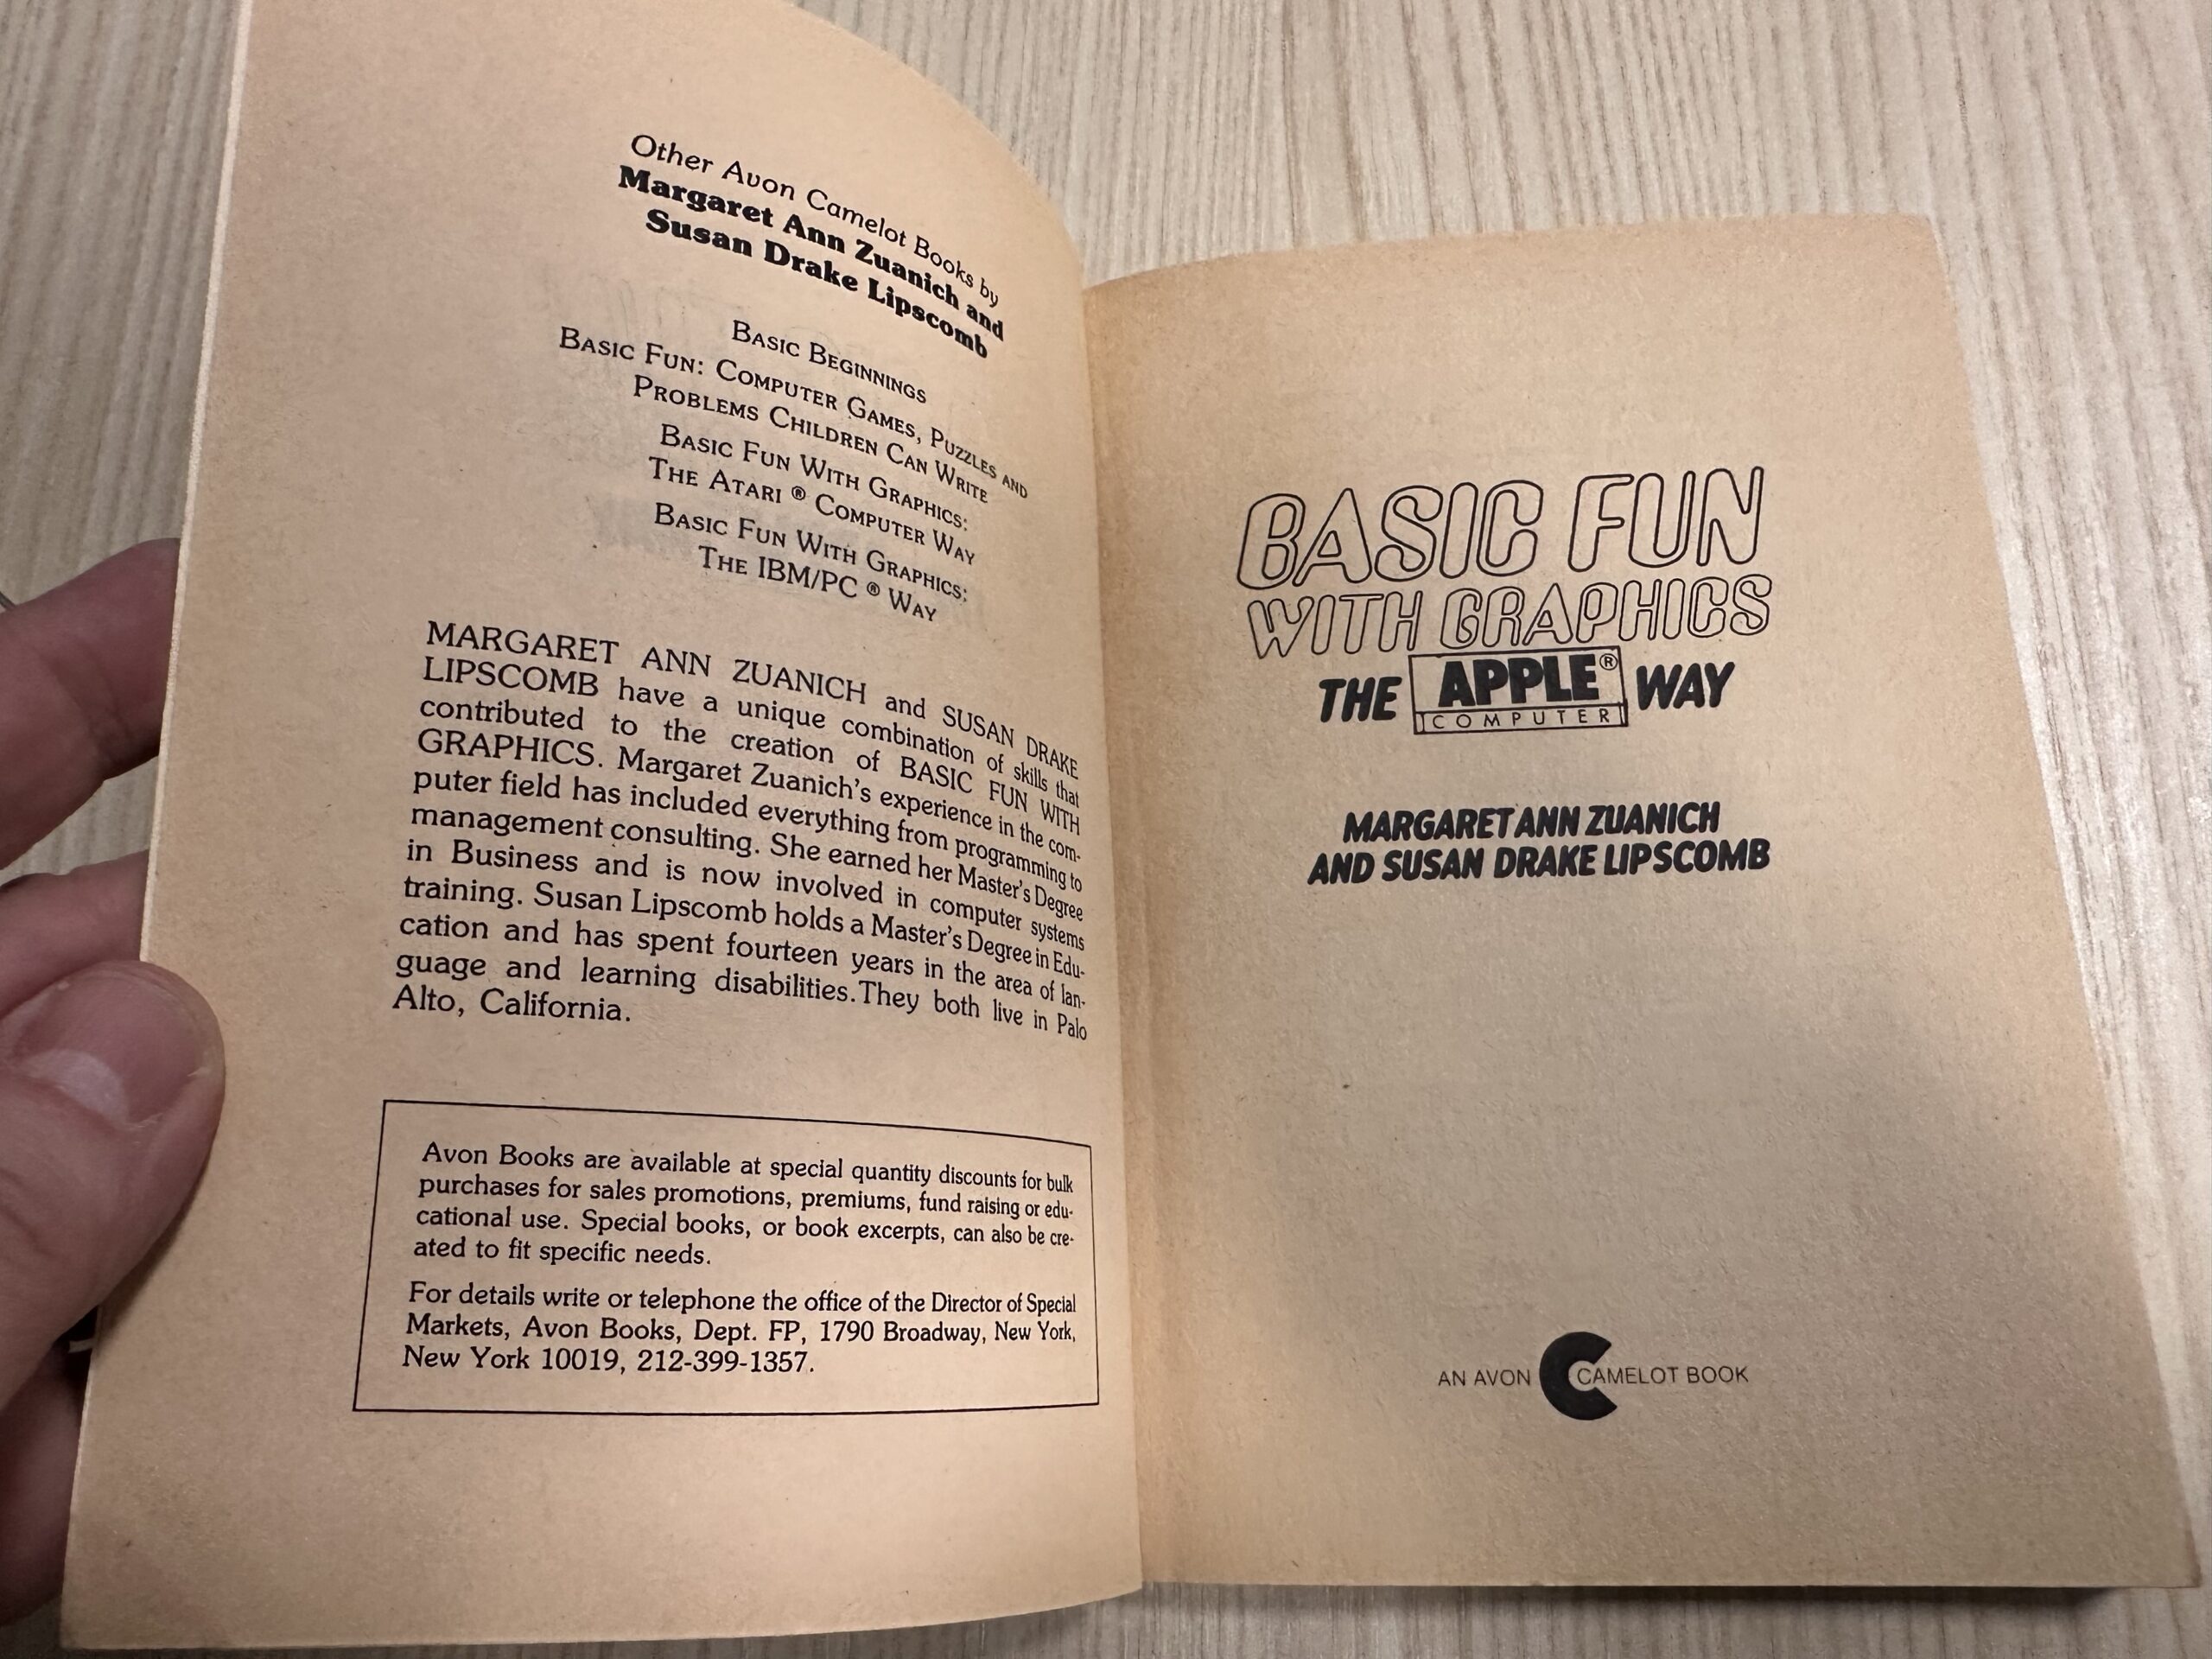 Other Avon Camelot Books by
Margaret Ann Zuanich and
Susan Drake Lipscomb
BASIC BEGINNINGS
BASIC FUN: COMPUTER GAMES, PUZZLES AND
PROBLEMS CHILDREN CAN WRITE
BASIC FUN WITH GRAPHICS:
THE ATARI ® COMPUTER WAY
BASIC FUN WITH GRAPHICS:
THE IBM/PC ® WAY
MARGARET ANN ZUANICH and SUSAN DRAKE
LIPSCOMB have a unique combination of skills that
contributed to the creation of BASIC FUN WITH
GRAPHICS. Margaret Zuanich's experience in the com-
puter field has included everything from programming to
management consulting. She earned her Master's Degree
in Business and is now involved in computer systems
training. Susan Lipscomb holds a Master's Degree in Edu-
cation and has spent fourteen years in the area of lan-
guage and learning disabilities.They both live in Palo
Alto, California.
Avon Books are available at special quantity discounts for bulk
purchases for sales promotions, premiums, fund raising or edu-
cational use. Special books, or book excerpts, can also be cre-
ated to fit specific needs.
For details write or telephone the office of the Director of Special
Markets, Avon Books, Dept. FP, 1790 Broadway, New York,
New York 10019, 212-399-1357.
BASIC FUN
WITH GRAPHICS
THE APPLE® WAY
COMPUTER
MARGARET ANN ZUANICH
AND SUSAN DRAKE LIPSCOMB
AN AVON CAMELOT BOOK